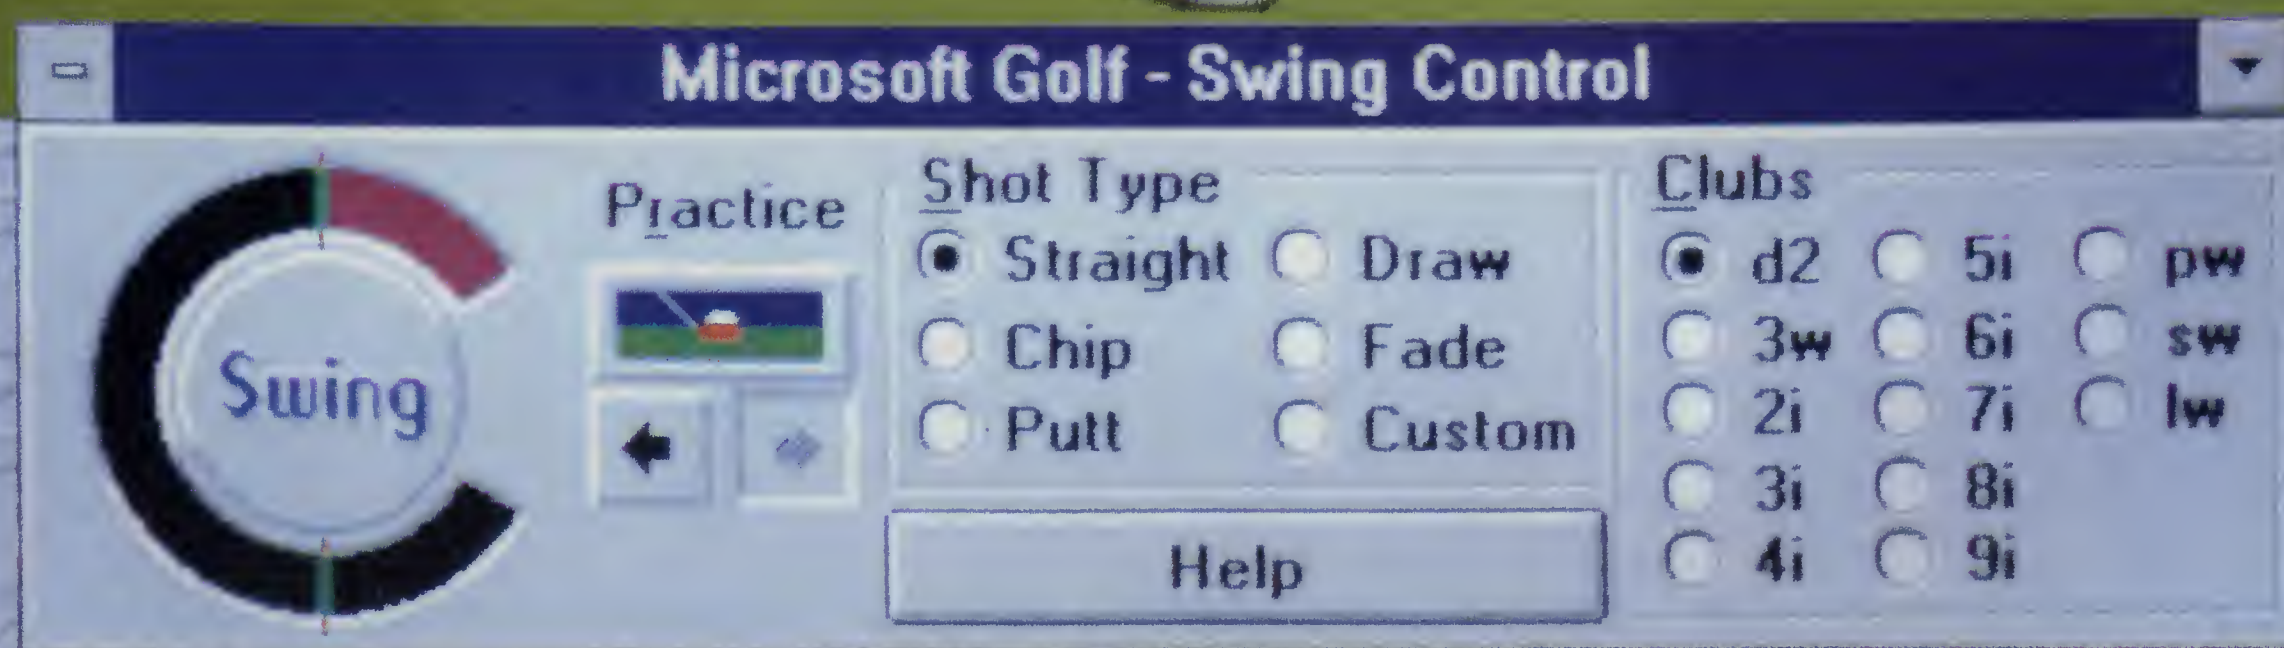 Microsoft Golf - Swing Control
Swing
Practice
Shot Type
Straight
Draw
Chip
Fade
Putt
Custom
Help
Clubs
d2 5i pw
3w 6i sw
2i 7i lw
3i 8i
4i 9i